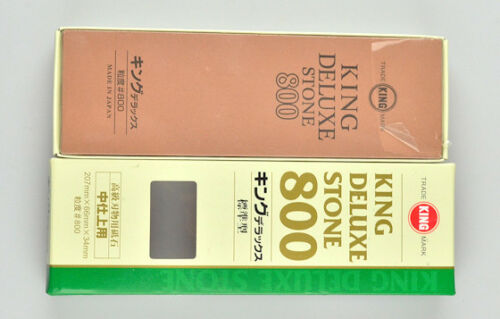 KING
DELUXE
STONE
800
TRADE
KING
MARK
キングデラックス
粒度#800
MADE IN JAPAN
KING
DELUXE
STONE
800
TRADE
KING
MARK
キングデラックス
標準型
高級刃物用砥石
中仕上用
207mm×66mm×34mm
粒度#800
KING DELUXE STONE